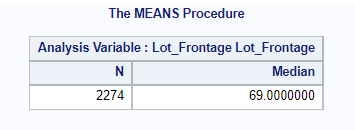 The MEANS Procedure
Analysis Variable : Lot_Frontage Lot_Frontage
N Median
2274 69.0000000